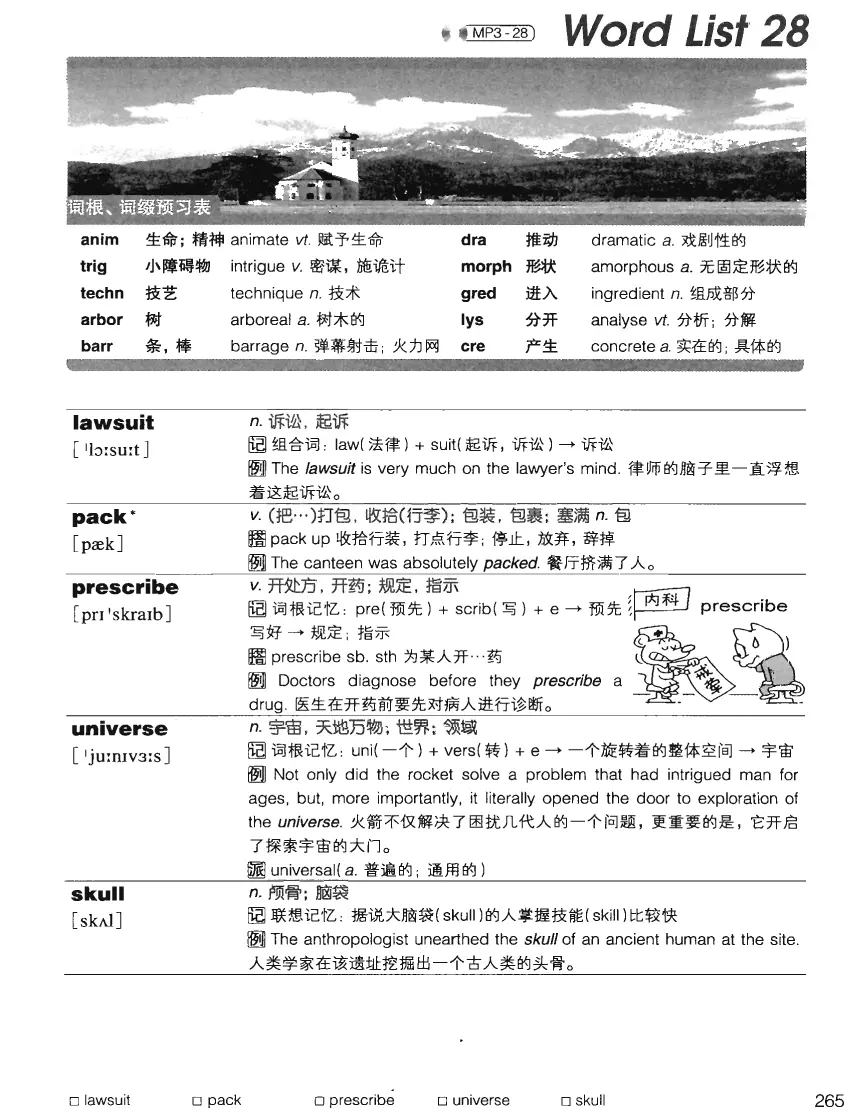 MP3-28 Word List 28
词根、词缀预习表
anim 生命；精神 animate vt. 赋予生命 dra 推动 dramatic a. 戏剧性的
trig 小障碍物 intrigue v. 密谋，施诡计 morph 形状 amorphous a. 无固定形状的
techn 技艺 technique n. 技术 gred 进入 ingredient n. 组成部分
arbor 树 arboreal a. 树木的 lys 分开 analyse vt. 分析；分解
barr 条，棒 barrage n. 弹幕射击；火力网 cre 产生 concrete a. 实在的；具体的
lawsuit n. 诉讼，起诉
[ˈlɔːsuːt] 记 组合词：law(法律) + suit(起诉，诉讼) → 诉讼
例 The lawsuit is very much on the lawyer's mind. 律师的脑子里一直浮想
着这起诉讼。
pack* v. (把…)打包，收拾(行李)；包装，包裹；塞满 n. 包
[pæk] 搭 pack up 收拾行装，打点行李；停止，放弃，辞掉
例 The canteen was absolutely packed. 餐厅挤满了人。
prescribe v. 开处方，开药；规定，指示
[prɪˈskraɪb] 记 词根记忆：pre(预先) + scrib(写) + e → 预先
写好 → 规定；指示
搭 prescribe sb. sth 为某人开…药
例 Doctors diagnose before they prescribe a
drug. 医生在开药前要先对病人进行诊断。
内科 prescribe
戒荤
universe n. 宇宙，天地万物；世界；领域
[ˈjuːnɪvɜːs] 记 词根记忆：uni(一个) + vers(转) + e → 一个旋转着的整体空间 → 宇宙
例 Not only did the rocket solve a problem that had intrigued man for
ages, but, more importantly, it literally opened the door to exploration of
the universe. 火箭不仅解决了困扰几代人的一个问题，更重要的是，它开启
了探索宇宙的大门。
派 universal(a. 普遍的；通用的)
skull n. 颅骨；脑袋
[skʌl] 记 联想记忆：据说大脑袋(skull)的人掌握技能(skill)比较快
例 The anthropologist unearthed the skull of an ancient human at the site.
人类学家在该遗址挖掘出一个古人类的头骨。
□ lawsuit □ pack □ prescribe □ universe □ skull 265